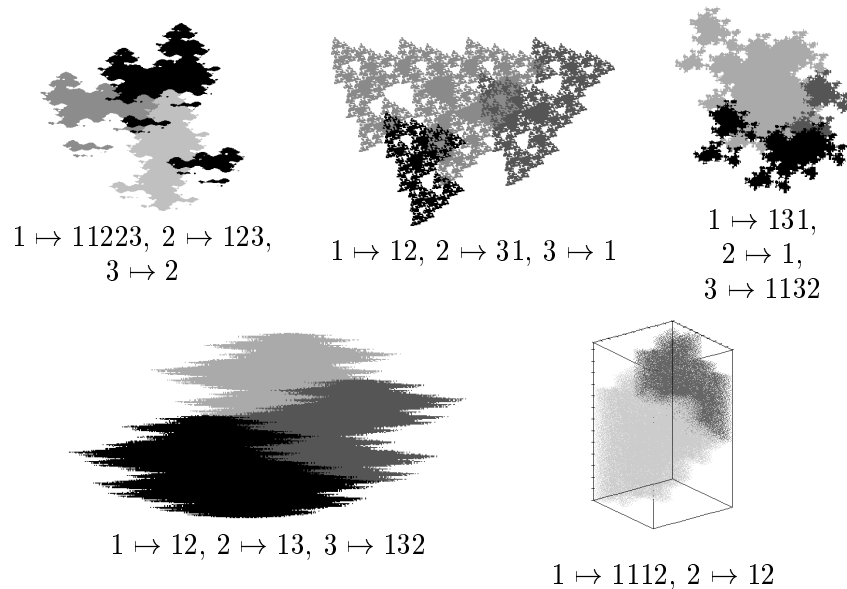 1 ↦ 11223, 2 ↦ 123,
3 ↦ 2
1 ↦ 12, 2 ↦ 31, 3 ↦ 1
1 ↦ 131,
2 ↦ 1,
3 ↦ 1132
1 ↦ 12, 2 ↦ 13, 3 ↦ 132
1 ↦ 1112, 2 ↦ 12